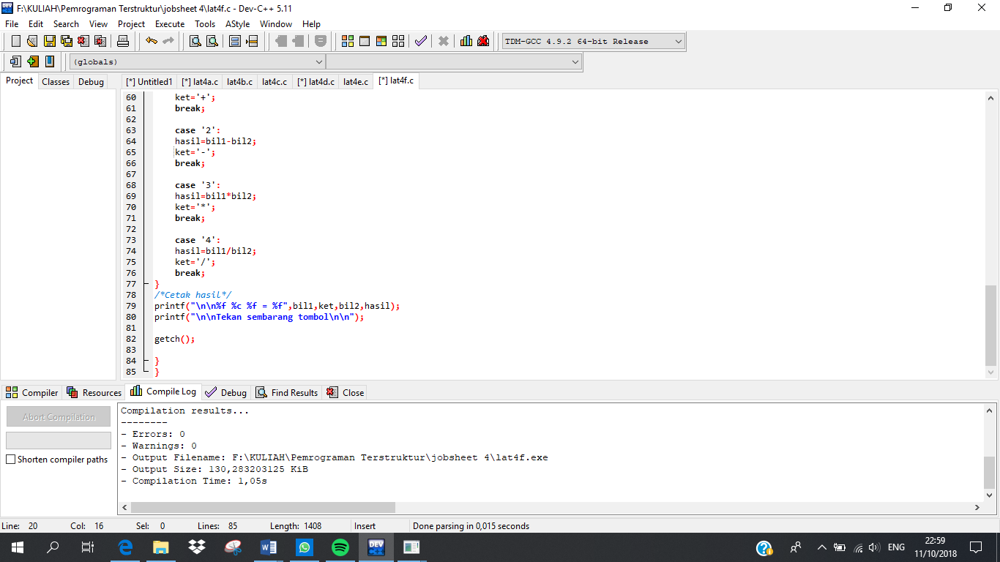 F:\KULIAH\Pemrograman Terstruktur\jobsheet 4\lat4f.c - Dev-C++ 5.11
File Edit Search View Project Execute Tools AStyle Window Help
TDM-GCC 4.9.2 64-bit Release
(globals)
Project Classes Debug
[*] Untitled1 [*] lat4a.c lat4b.c lat4c.c [*] lat4d.c lat4e.c [*] lat4f.c
60 ket='+';
61 break;
62
63 case '2':
64 hasil=bil1-bil2;
65 ket='-';
66 break;
67
68 case '3':
69 hasil=bil1*bil2;
70 ket='*';
71 break;
72
73 case '4':
74 hasil=bil1/bil2;
75 ket='/';
76 break;
77 }
78 /*Cetak hasil*/
79 printf("\n\n%f %c %f = %f",bil1,ket,bil2,hasil);
80 printf("\n\nTekan sembarang tombol\n\n");
81
82 getch();
83
84 }
85 }
Compiler Resources Compile Log Debug Find Results Close
Abort Compilation
Shorten compiler paths
Compilation results...
--------
- Errors: 0
- Warnings: 0
- Output Filename: F:\KULIAH\Pemrograman Terstruktur\jobsheet 4\lat4f.exe
- Output Size: 130,283203125 KiB
- Compilation Time: 1,05s
Line: 20 Col: 16 Sel: 0 Lines: 85 Length: 1408 Insert Done parsing in 0,015 seconds
DEV
ENG
22:59
11/10/2018